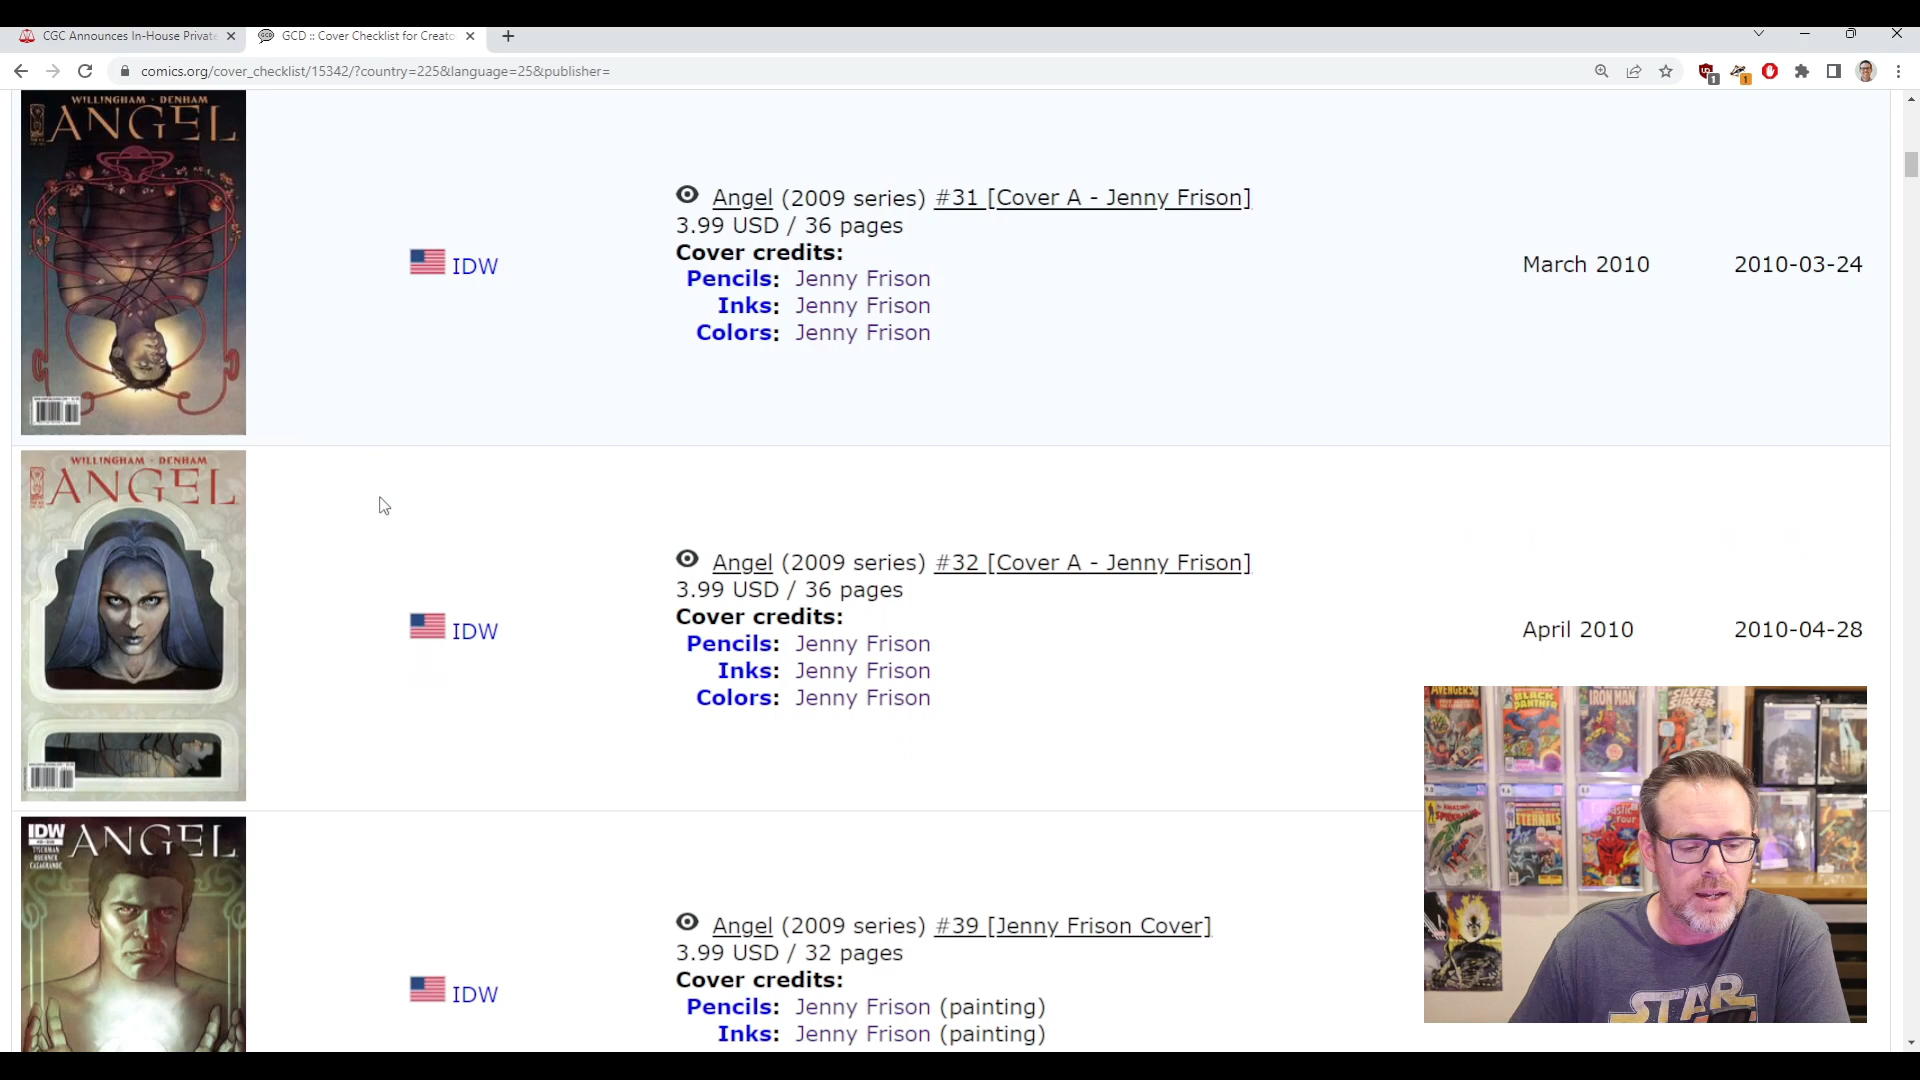 CGC Announces In-House Private
GCD :: Cover Checklist for Creato
comics.org/cover_checklist/15342/?country=225&language=25&publisher=
1
1
WILLINGHAM · DENHAM
ANGEL
IDW
Angel (2009 series) #31 [Cover A - Jenny Frison]
3.99 USD / 36 pages
Cover credits:
Pencils: Jenny Frison
Inks: Jenny Frison
Colors: Jenny Frison
March 2010
2010-03-24
WILLINGHAM · DENHAM
ANGEL
IDW
Angel (2009 series) #32 [Cover A - Jenny Frison]
3.99 USD / 36 pages
Cover credits:
Pencils: Jenny Frison
Inks: Jenny Frison
Colors: Jenny Frison
April 2010
2010-04-28
IDW
ANGEL
IDW
Angel (2009 series) #39 [Jenny Frison Cover]
3.99 USD / 32 pages
Cover credits:
Pencils: Jenny Frison (painting)
Inks: Jenny Frison (painting)
AVENGERS
BLACK PANTHER
IRON MAN
SILVER SURFER
ETERNALS
STAR